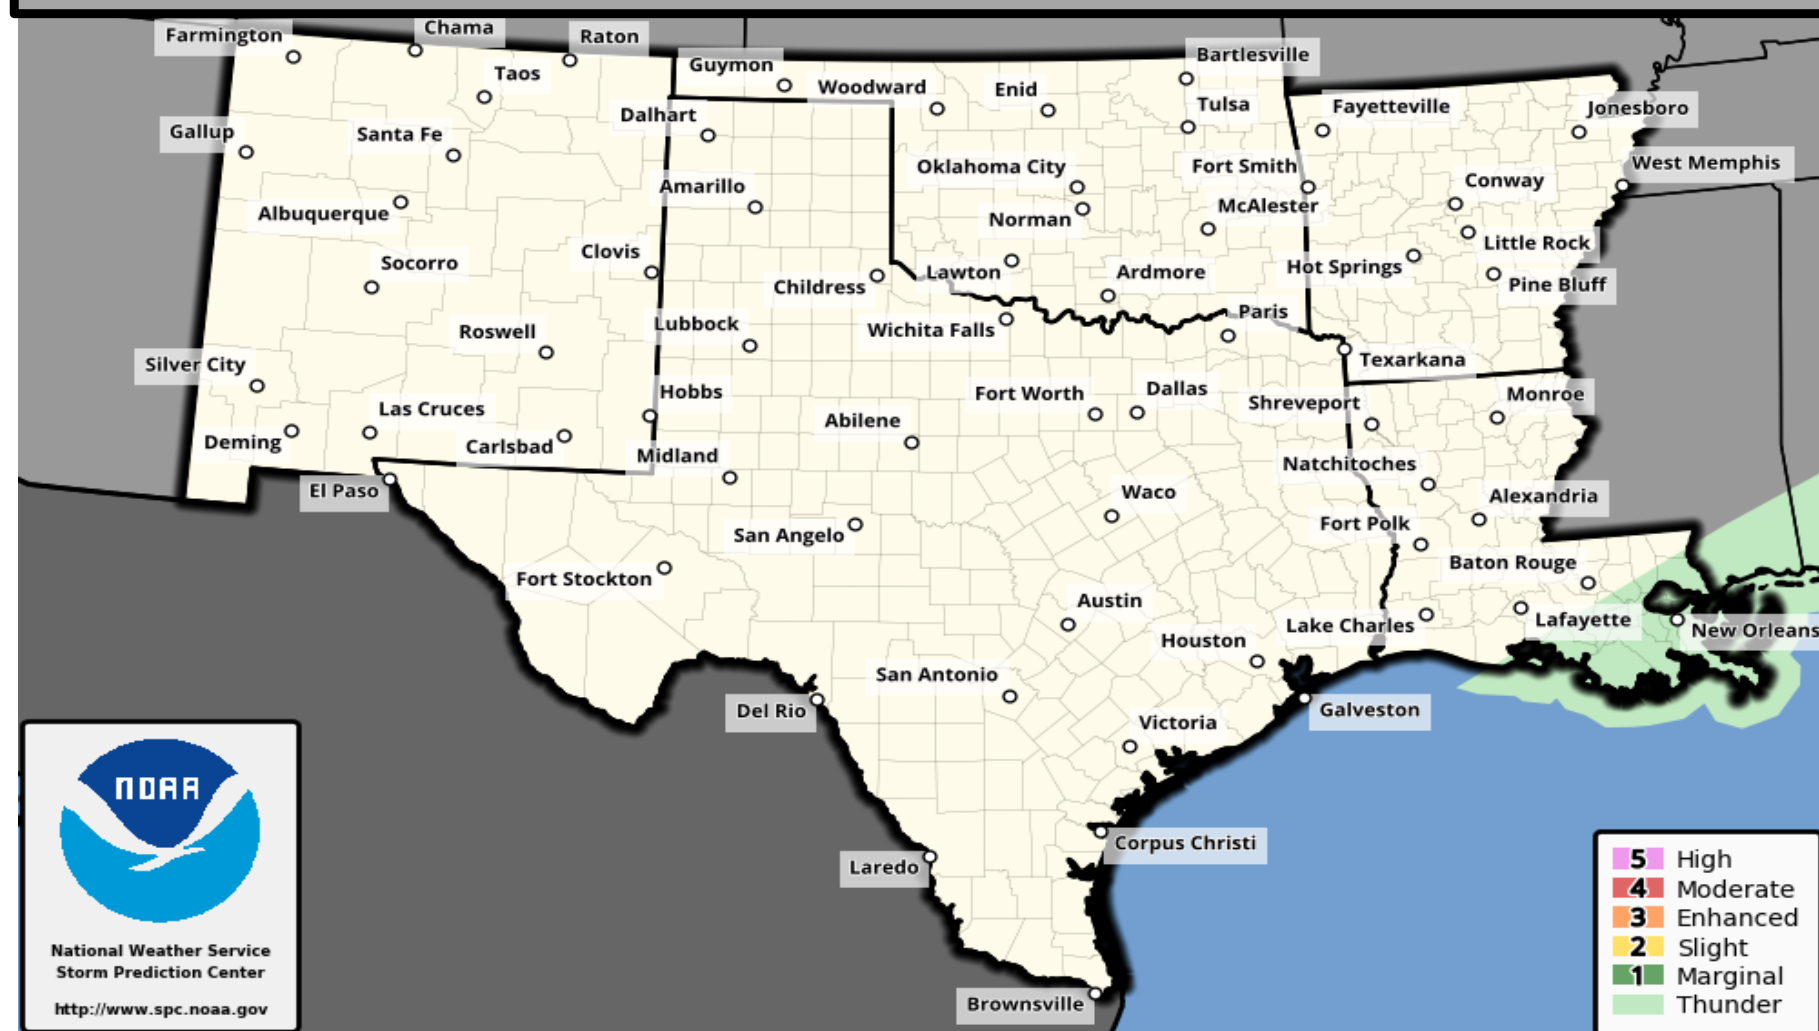 Farmington
Chama
Raton
Taos
Guymon
Woodward
Enid
Bartlesville
Tulsa
Fayetteville
Jonesboro
Gallup
Santa Fe
Dalhart
Oklahoma City
Fort Smith
West Memphis
Conway
Amarillo
Albuquerque
Norman
McAlester
Little Rock
Clovis
Socorro
Childress
Lawton
Ardmore
Hot Springs
Pine Bluff
Roswell
Lubbock
Wichita Falls
Paris
Texarkana
Silver City
Hobbs
Fort Worth
Dallas
Shreveport
Monroe
Las Cruces
Deming
Carlsbad
Midland
Abilene
Natchitoches
El Paso
Waco
Alexandria
San Angelo
Fort Polk
Fort Stockton
Baton Rouge
Austin
Houston
Lake Charles
Lafayette
New Orleans
San Antonio
Del Rio
Victoria
Galveston
Corpus Christi
Laredo
Brownsville
NOAA
National Weather Service
Storm Prediction Center
http://www.spc.noaa.gov
5 High
4 Moderate
3 Enhanced
2 Slight
1 Marginal
Thunder